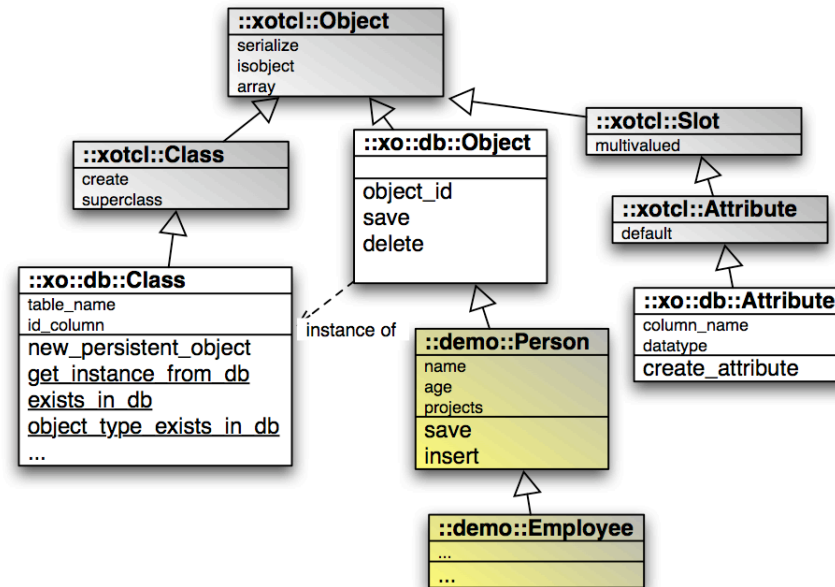 ::xotcl::Object
serialize
isobject
array
::xotcl::Class
create
superclass
::xo::db::Object
object_id
save
delete
::xotcl::Slot
multivalued
::xotcl::Attribute
default
::xo::db::Class
table_name
id_column
new_persistent_object
get_instance_from_db
exists_in_db
object_type_exists_in_db
...
instance of
::demo::Person
name
age
projects
save
insert
::xo::db::Attribute
column_name
datatype
create_attribute
::demo::Employee
...
...